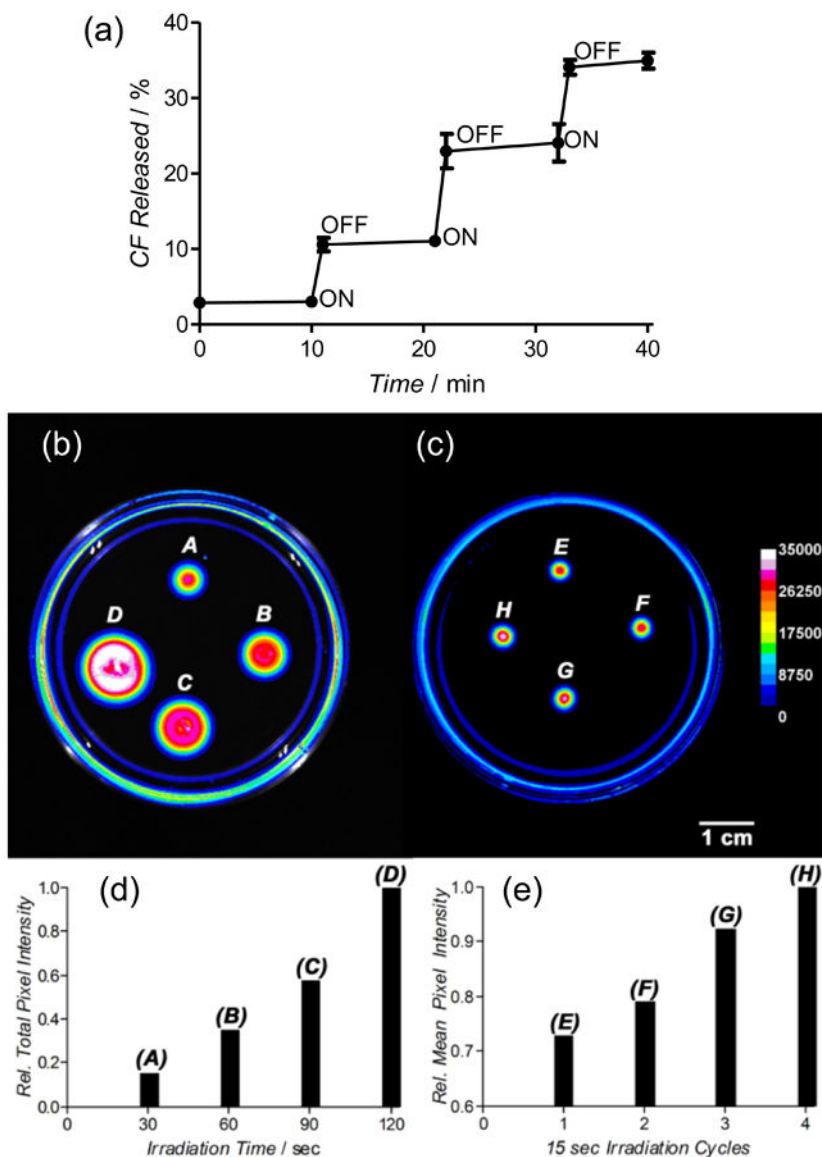 (a)
40
30
20
10
0
CF Released / %
OFF
ON
OFF
ON
OFF
ON
0 10 20 30 40
Time / min
(b)
A
B
C
D
(c)
E
F
G
H
35000
26250
17500
8750
0
1 cm
(d)
1.0
0.8
0.6
0.4
0.2
0.0
Rel. Total Pixel Intensity
(A)
(B)
(C)
(D)
0 30 60 90 120
Irradiation Time / sec
(e)
1.0
0.9
0.8
0.7
0.6
Rel. Mean Pixel Intensity
(E)
(F)
(G)
(H)
0 1 2 3 4
15 sec Irradiation Cycles